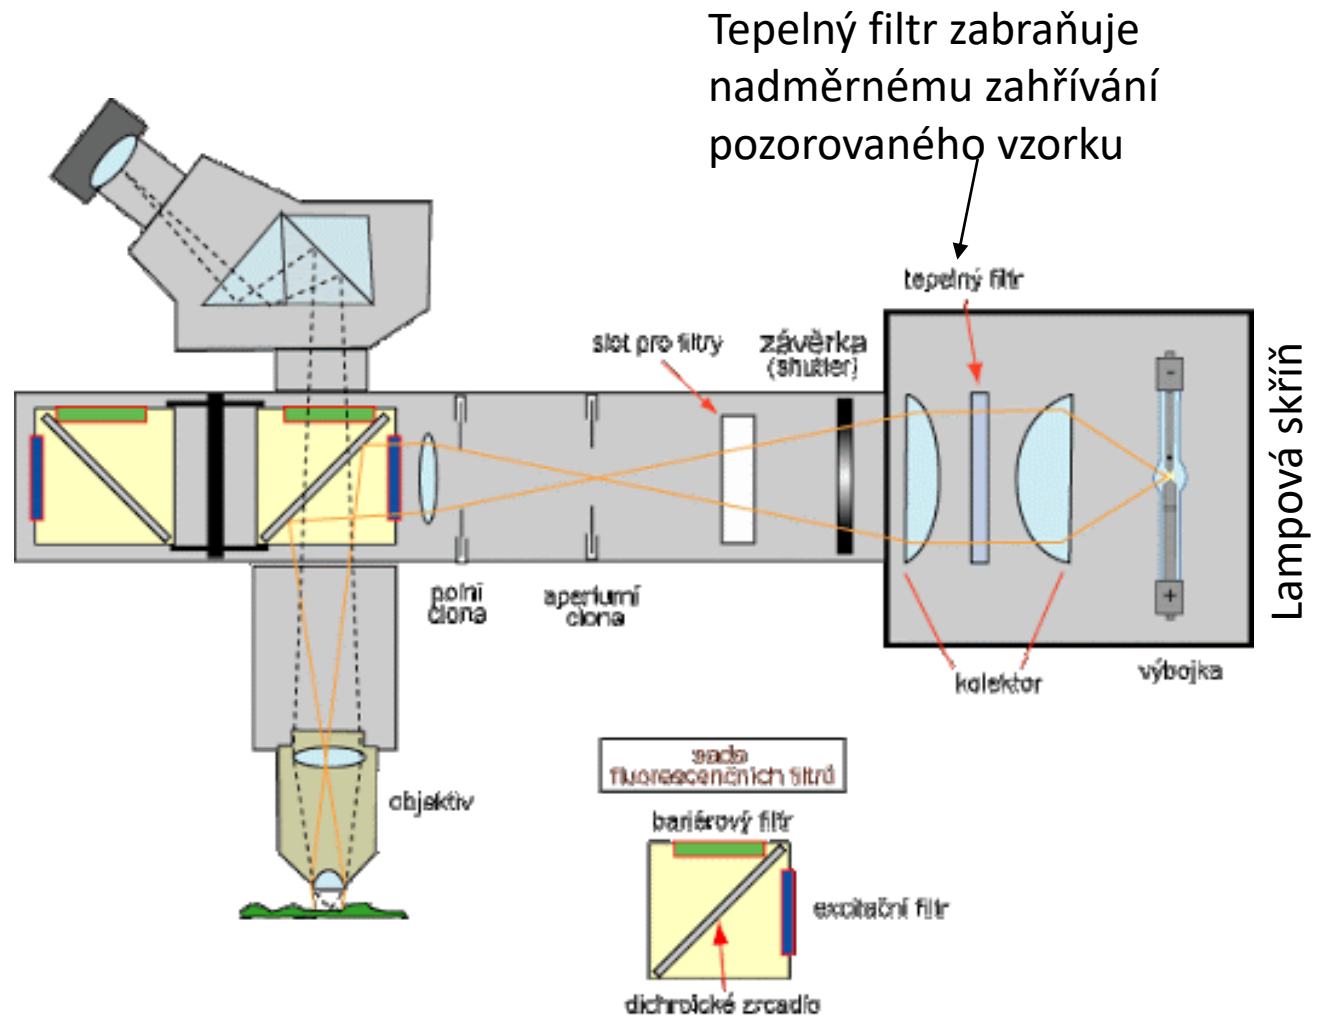 Tepelný filtr zabraňuje
nadměrnému zahřívání
pozorovaného vzorku
tepelný filtr
slot pro filtry
závěrka
(shutter)
Lampová skříň
-
+
polní
clona
aperturní
clona
kolektor
výbojka
objektiv
sada
fluorescenčních filtrů
bariérový filtr
excitační filtr
dichroické zrcadlo